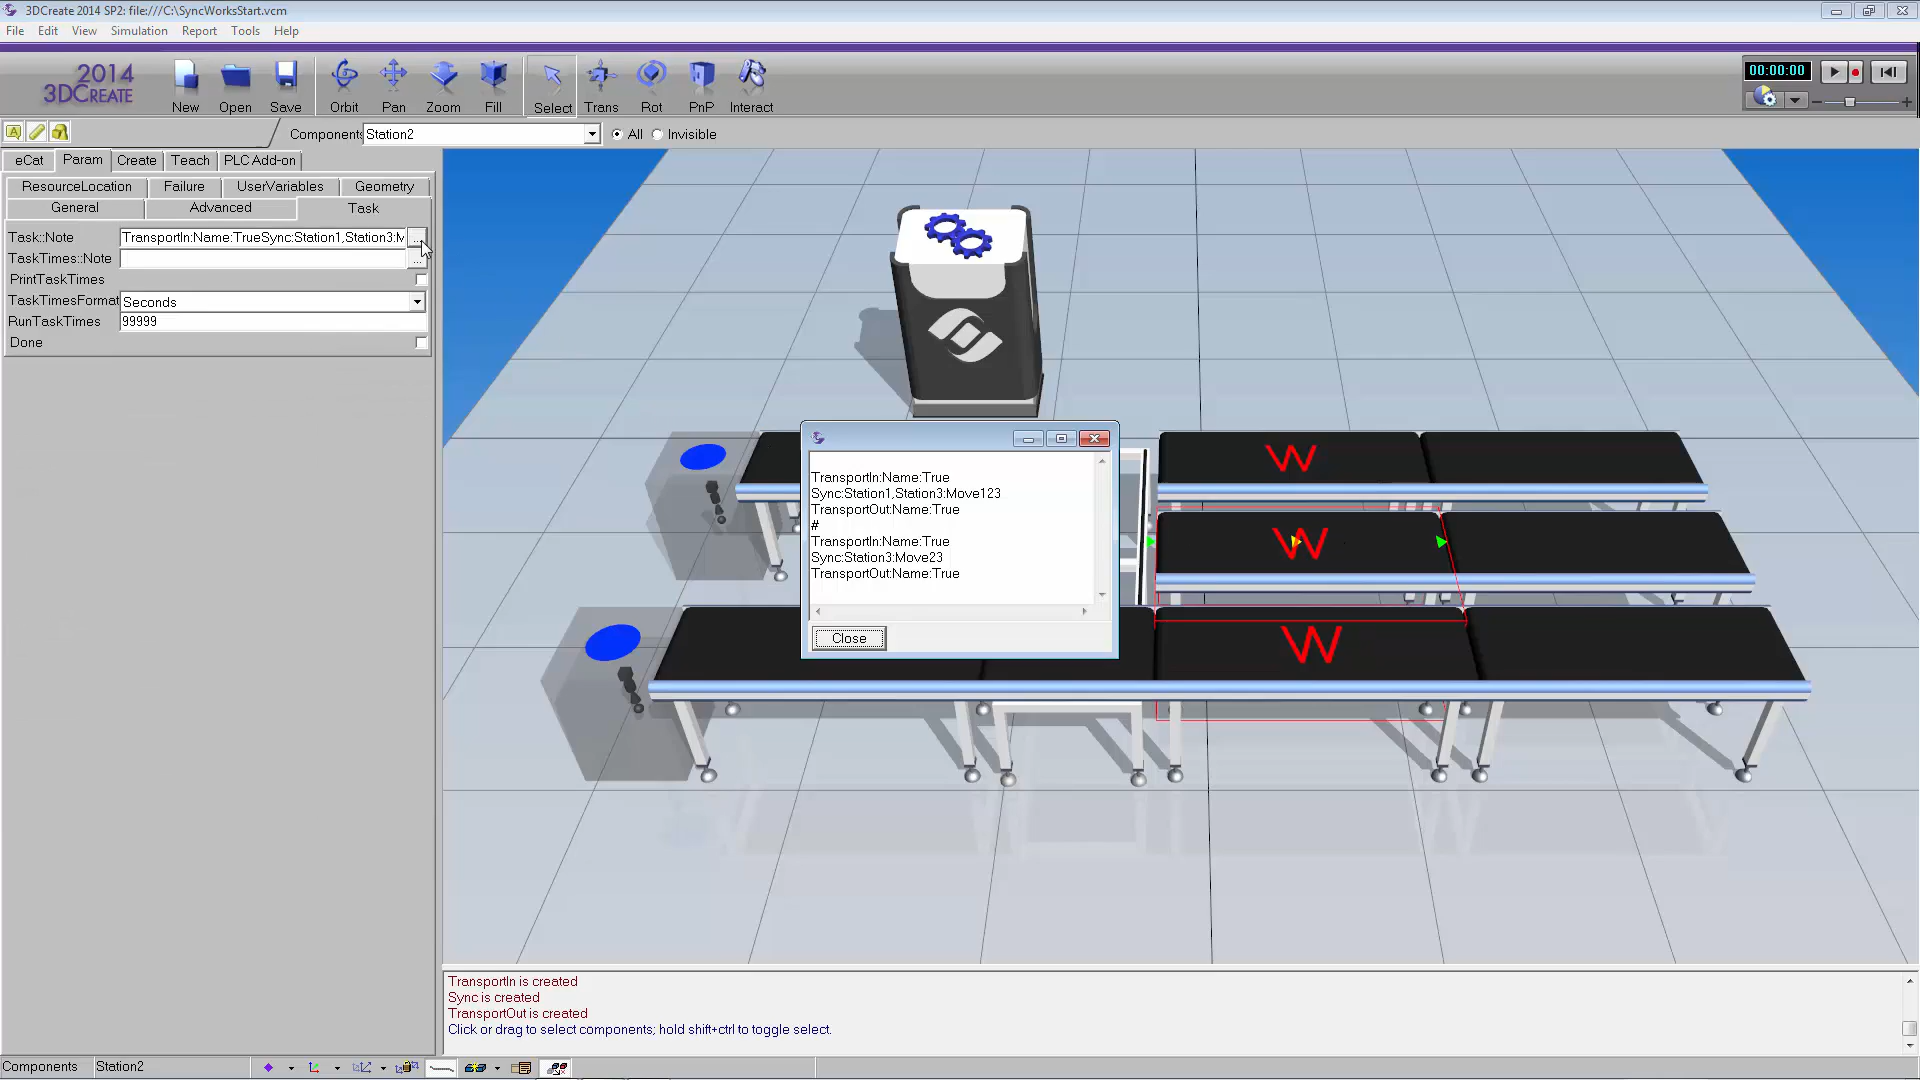 3DCreate 2014 SP2: file:///C:\SyncWorksStart.vcm
File Edit View Simulation Report Tools Help
2014
3DCREATE
New Open Save Orbit Pan Zoom Fill Select Trans Rot PnP Interact
00:00:00
Components Station2 All Invisible
eCat Param Create Teach PLC Add-on
ResourceLocation Failure UserVariables Geometry
General Advanced Task
Task::Note TransportIn:Name:TrueSync:Station1,Station3:M ...
TaskTimes::Note ...
PrintTaskTimes
TaskTimesFormat Seconds
RunTaskTimes 99999
Done
TransportIn:Name:True
Sync:Station1,Station3:Move123
TransportOut:Name:True
#
TransportIn:Name:True
Sync:Station3:Move23
TransportOut:Name:True
Close
W
W
W
TransportIn is created
Sync is created
TransportOut is created
Click or drag to select components; hold shift+ctrl to toggle select.
Components Station2